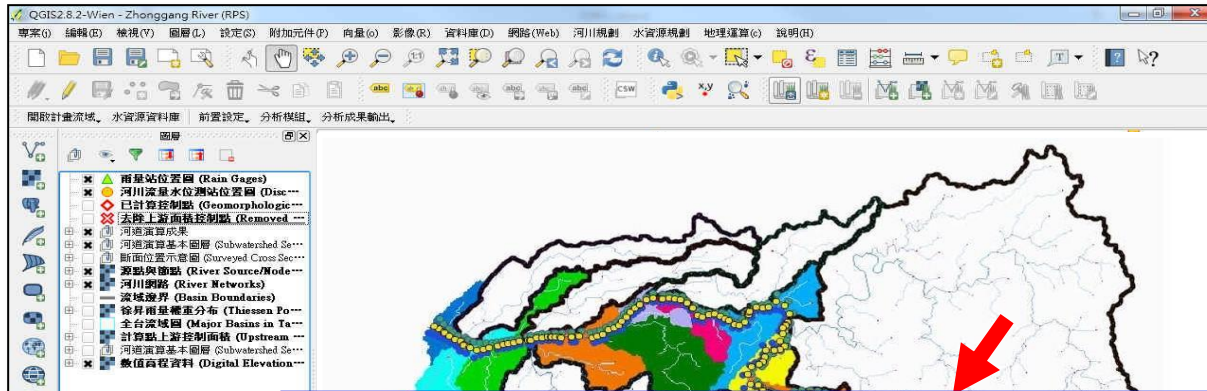 QGIS2.8.2-Wien - Zhonggang River (RPS)
專案(j) 編輯(E) 檢視(V) 圖層(L) 設定(S) 附加元件(P) 向量(o) 影像(R) 資料庫(D) 網路(Web) 河川規劃 水資源規劃 地理運算(c) 說明(H)
abc abc abc abc CSW x,y
開啟計畫流域 水資源資料庫 前置設定 分析模組 分析成果輸出
圖層
雨量站位置圖 (Rain Gages)
河川流量水位測站位置圖 (Disc...
已計算控制點 (Geomorphologic...
去除上游面積控制點 (Removed ...
河道演算成果
河道演算基本圖層 (Subwatershed Se...
斷面位置示意圖 (Surveyed Cross Sec...
源點與節點 (River Source/Node...
河川網路 (River Networks)
流域邊界 (Basin Boundaries)
徐昇雨量權重分布 (Thiessen Po...
全台流域圖 (Major Basins in Ta...
計算點上游控制面積 (Upstream ...
河道演算基本圖層 (Subwatershed Se...
數值高程資料 (Digital Elevation...